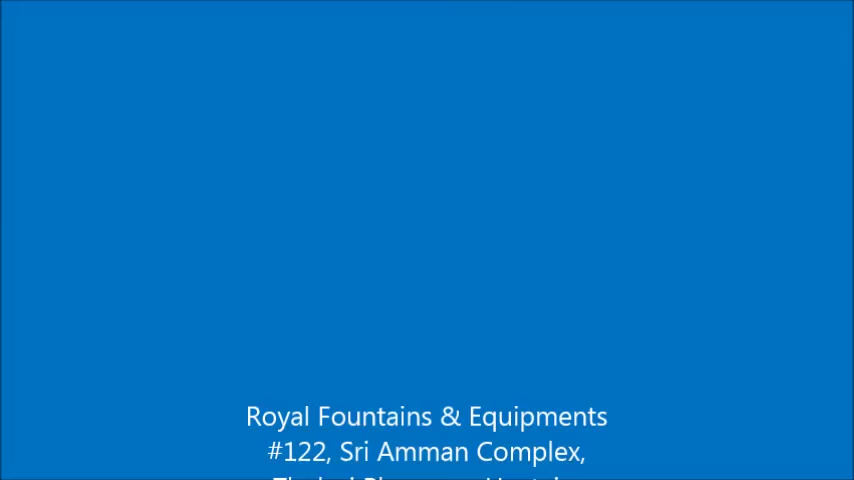 Royal Fountains & Equipments
#122, Sri Amman Complex,